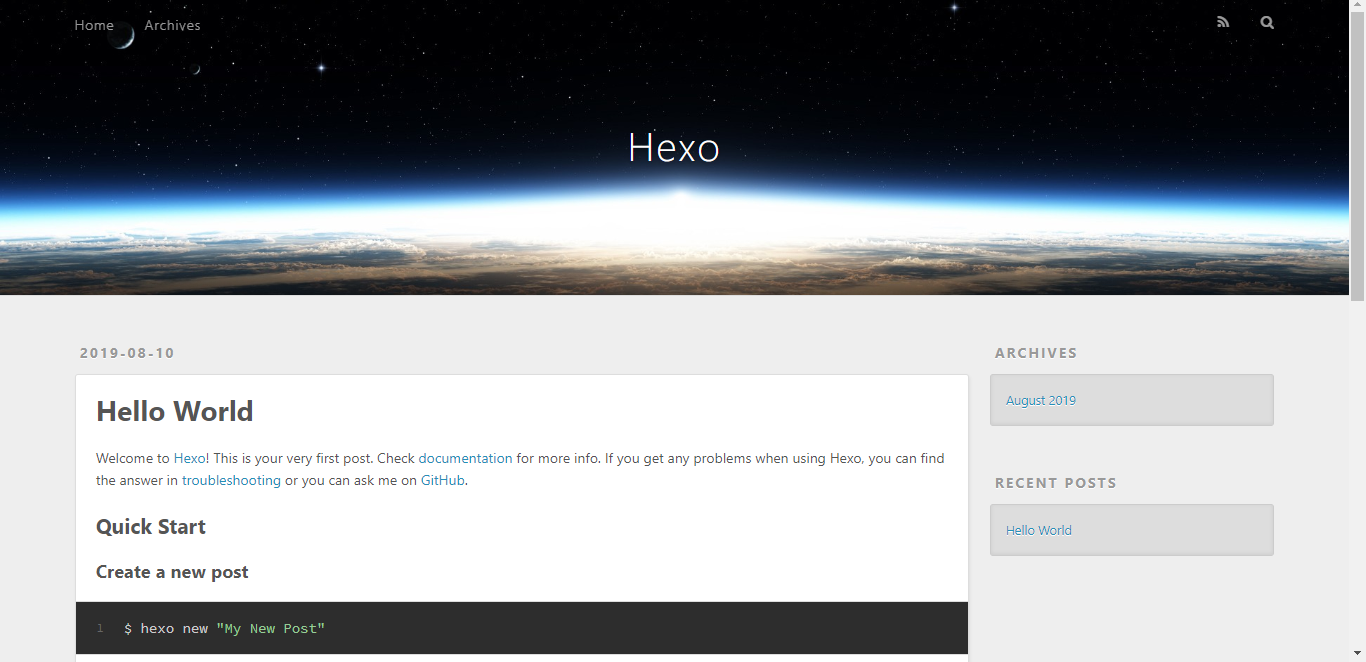 Home Archives
Hexo
2019-08-10
Hello World
Welcome to Hexo! This is your very first post. Check documentation for more info. If you get any problems when using Hexo, you can find
the answer in troubleshooting or you can ask me on GitHub.
Quick Start
Create a new post
1 $ hexo new "My New Post"
ARCHIVES
August 2019
RECENT POSTS
Hello World